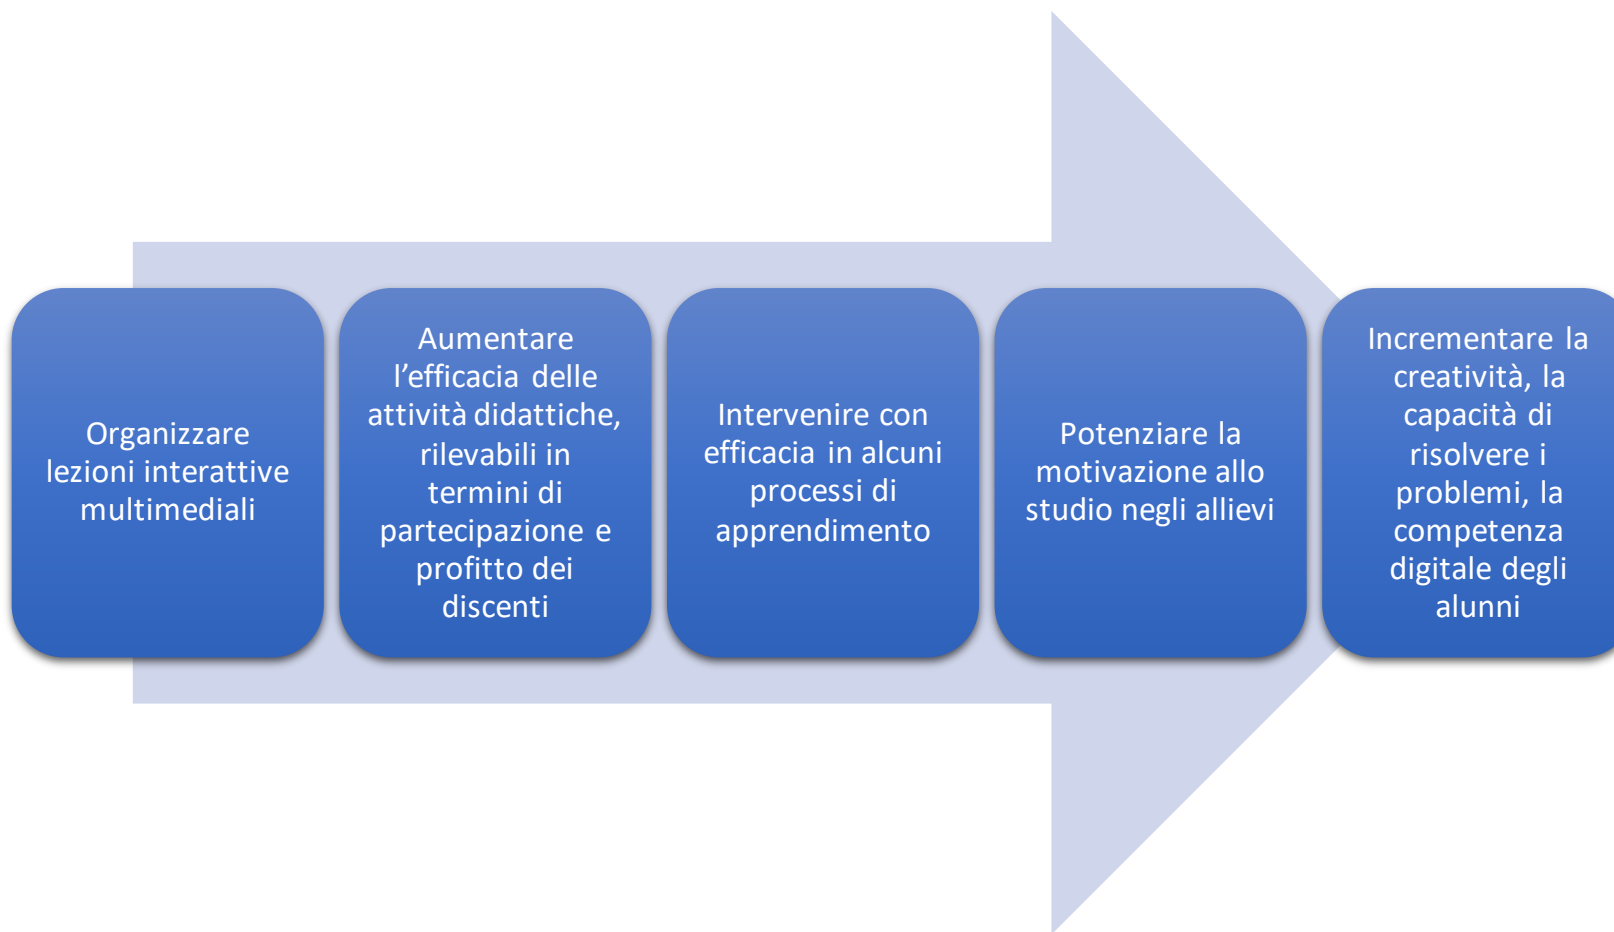 Organizzare
lezioni interattive
multimediali
Aumentare
l’efficacia delle
attività didattiche,
rilevabili in
termini di
partecipazione e
profitto dei
discenti
Intervenire con
efficacia in alcuni
processi di
apprendimento
Potenziare la
motivazione allo
studio negli allievi
Incrementare la
creatività, la
capacità di
risolvere i
problemi, la
competenza
digitale degli
alunni